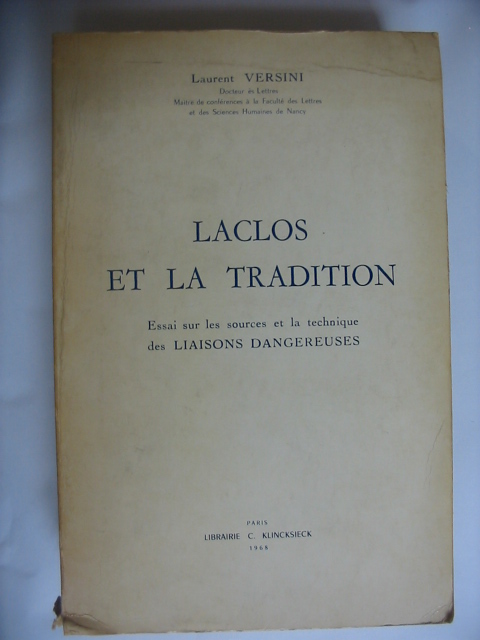 Laurent VERSINI
Docteur ès Lettres
Maître de conférences à la Faculté des Lettres
et des Sciences Humaines de Nancy
LACLOS
ET LA TRADITION
Essai sur les sources et la technique
des LIAISONS DANGEREUSES
PARIS
LIBRAIRIE C. KLINCKSIECK
1968